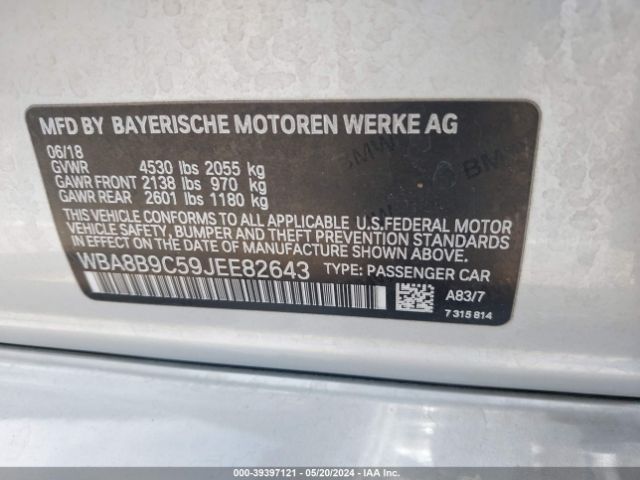 MFD BY BAYERISCHE MOTOREN WERKE AG
06/18
GVWR 4530 lbs 2055 kg
GAWR FRONT 2138 lbs 970 kg
GAWR REAR 2601 lbs 1180 kg
THIS VEHICLE CONFORMS TO ALL APPLICABLE U.S.FEDERAL MOTOR
VEHICLE SAFETY, BUMPER, AND THEFT PREVENTION
STANDARDS IN EFFECT ON THE DATE OF MANUFACTURE SHOWN ABOVE.
WBA8B9C59JEE82643 TYPE: PASSENGER CAR
A83/7
7 315 814
000-39397121 - 05/20/2024 - IAA Inc.